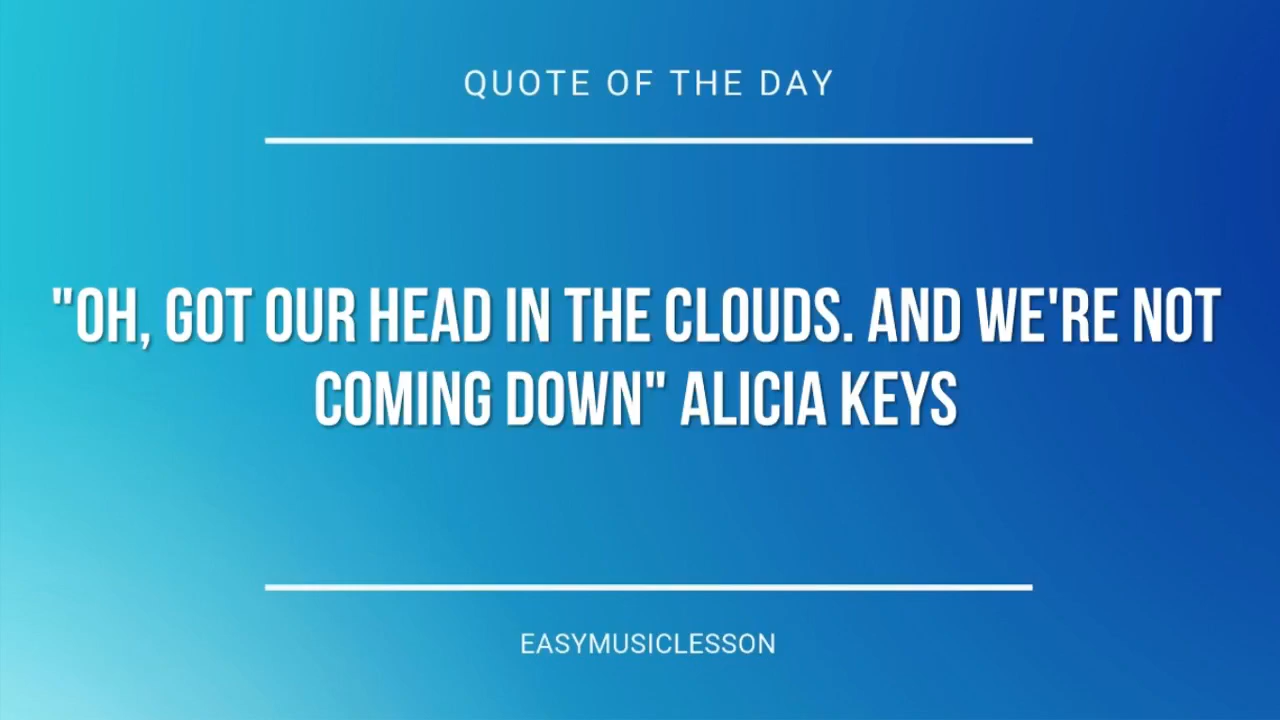 QUOTE OF THE DAY
"OH, GOT OUR HEAD IN THE CLOUDS. AND WE'RE NOT
COMING DOWN" ALICIA KEYS
EASYMUSICLESSON